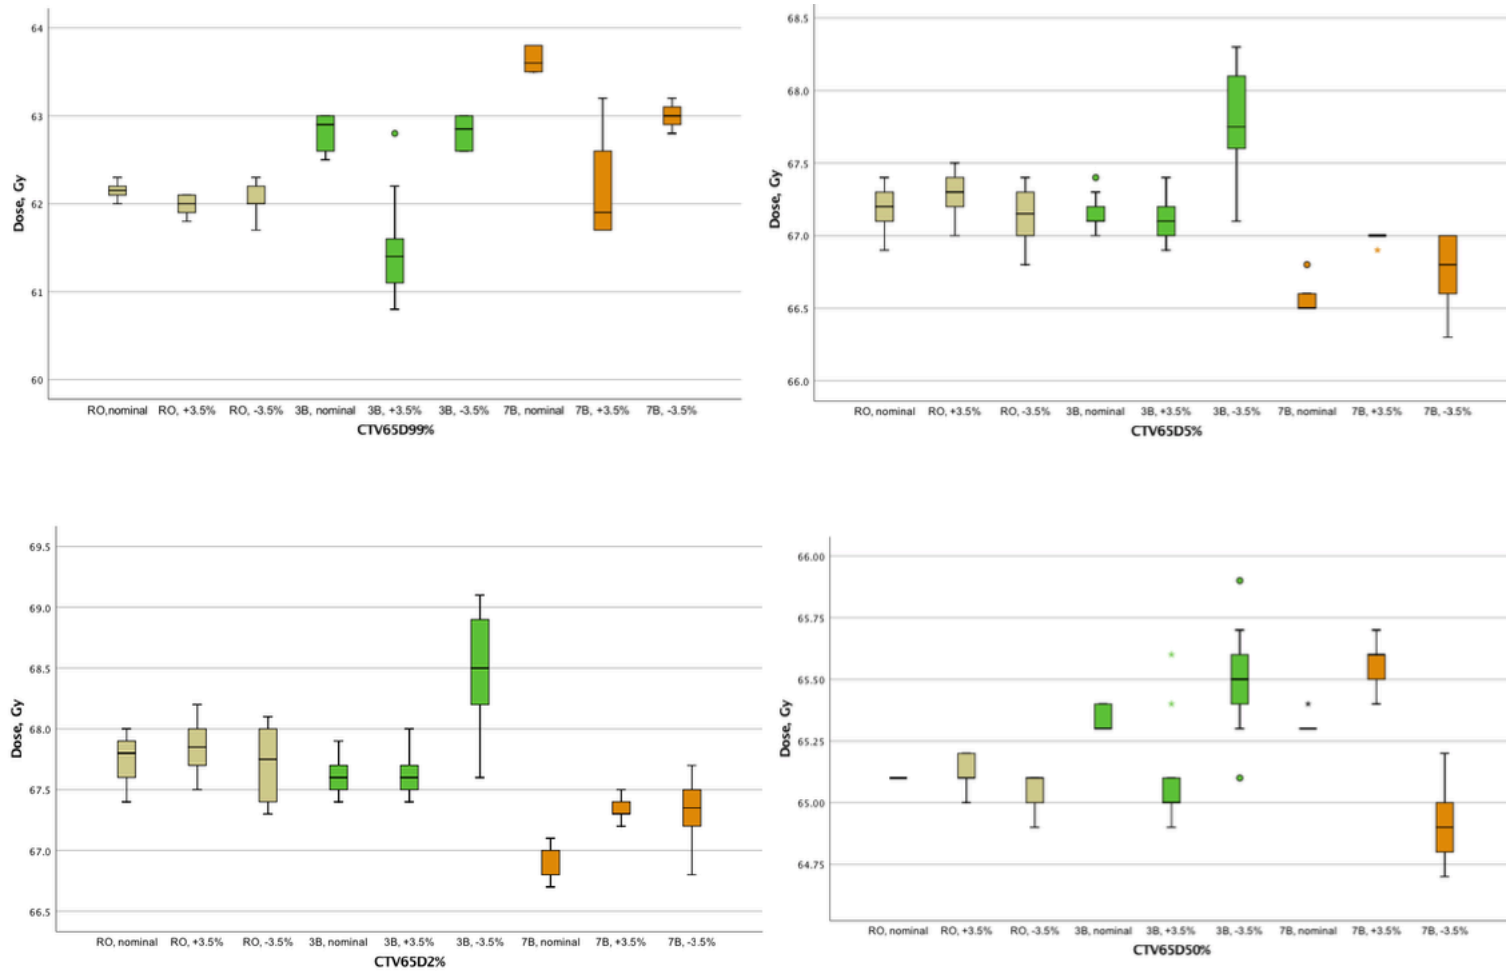 64
63
62
61
60
Dose, Gy
RO,nominal RO, +3.5% RO, -3.5% 3B, nominal 3B, +3.5% 3B, -3.5% 7B, nominal 7B, +3.5% 7B, -3.5%
CTV65D99%
68.5
68.0
67.5
67.0
66.5
66.0
Dose, Gy
RO, nominal RO, +3.5% RO,-3.5% 3B, nominal 3B, +3.5% 3B, -3.5% 7B, nominal 7B, +3.5% 7B, -3.5%
CTV65D5%
69.5
69.0
68.5
68.0
67.5
67.0
66.5
Dose, Gy
RO, nominal RO, +3.5% RO, -3.5% 3B, nominal 3B, +3.5% 3B, -3.5% 7B, nominal 7B, +3.5% 7B, -3.5%
CTV65D2%
66.00
65.75
65.50
65.25
65.00
64.75
Dose, Gy
RO, nominal RO, +3.5% RO, -3.5% 3B, nominal 3B, +3.5% 3B, -3.5% 7B, nominal 7B, +3.5% 7B, -3.5%
CTV65D50%